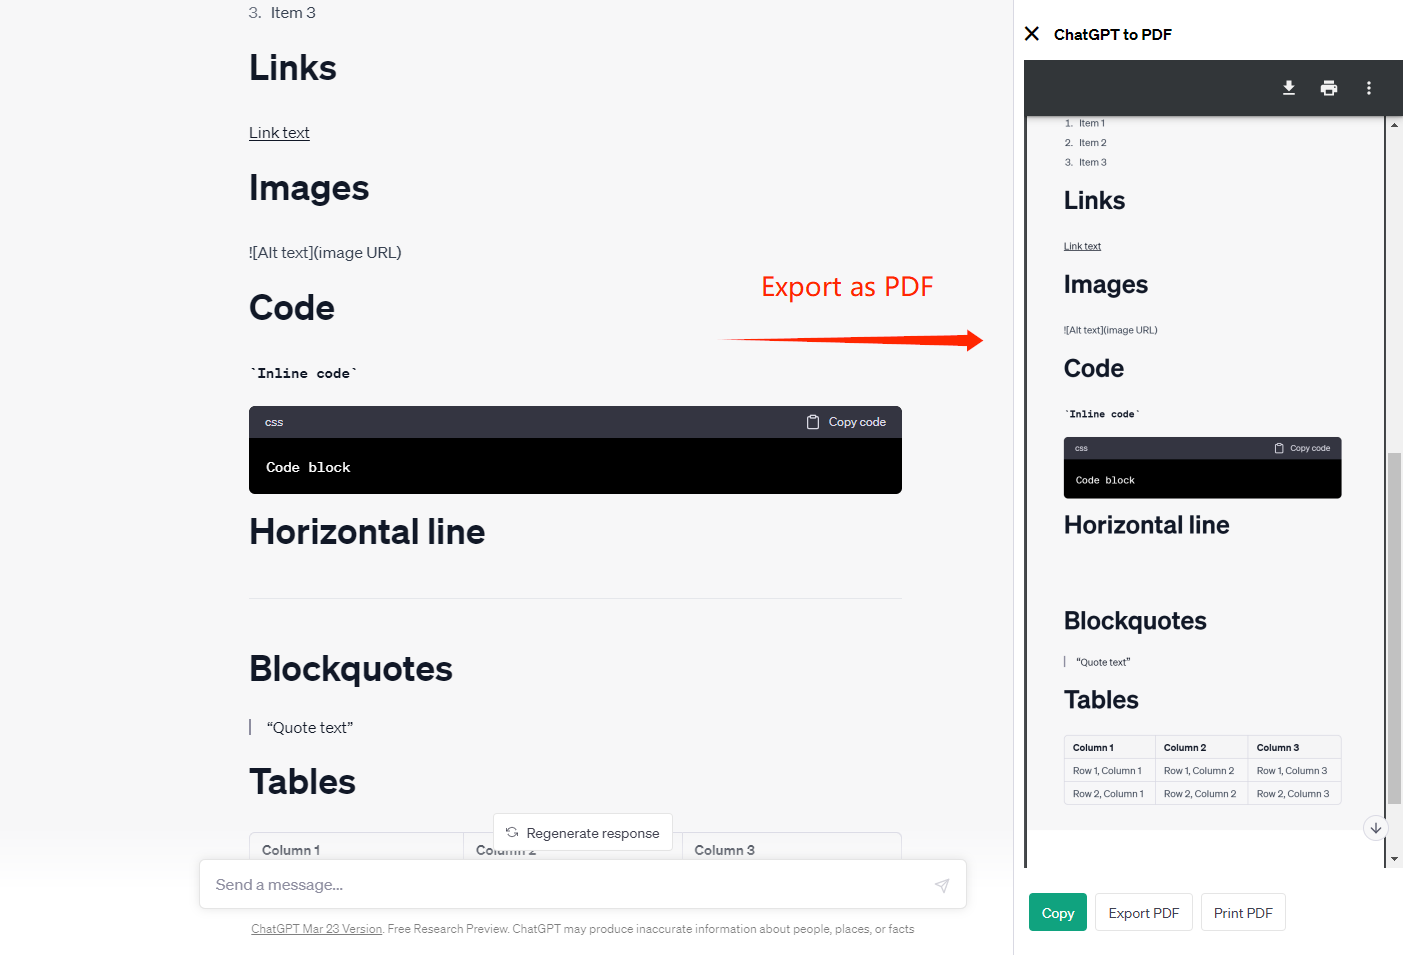 3. Item 3
Links
Link text
Images
![Alt text](image URL)
Code
`Inline code`
css Copy code
Code block
Horizontal line
Blockquotes
“Quote text”
Tables
Column 1 Column 2 Column 3
Regenerate response
Send a message...
ChatGPT Mar 23 Version. Free Research Preview. ChatGPT may produce inaccurate information about people, places, or facts
Export as PDF
ChatGPT to PDF
1. Item 1
2. Item 2
3. Item 3
Links
Link text
Images
![Alt text](image URL)
Code
`Inline code`
css Copy code
Code block
Horizontal line
Blockquotes
“Quote text”
Tables
Column 1 Column 2 Column 3
Row 1, Column 1 Row 1, Column 2 Row 1, Column 3
Row 2, Column 1 Row 2, Column 2 Row 2, Column 3
Copy Export PDF Print PDF